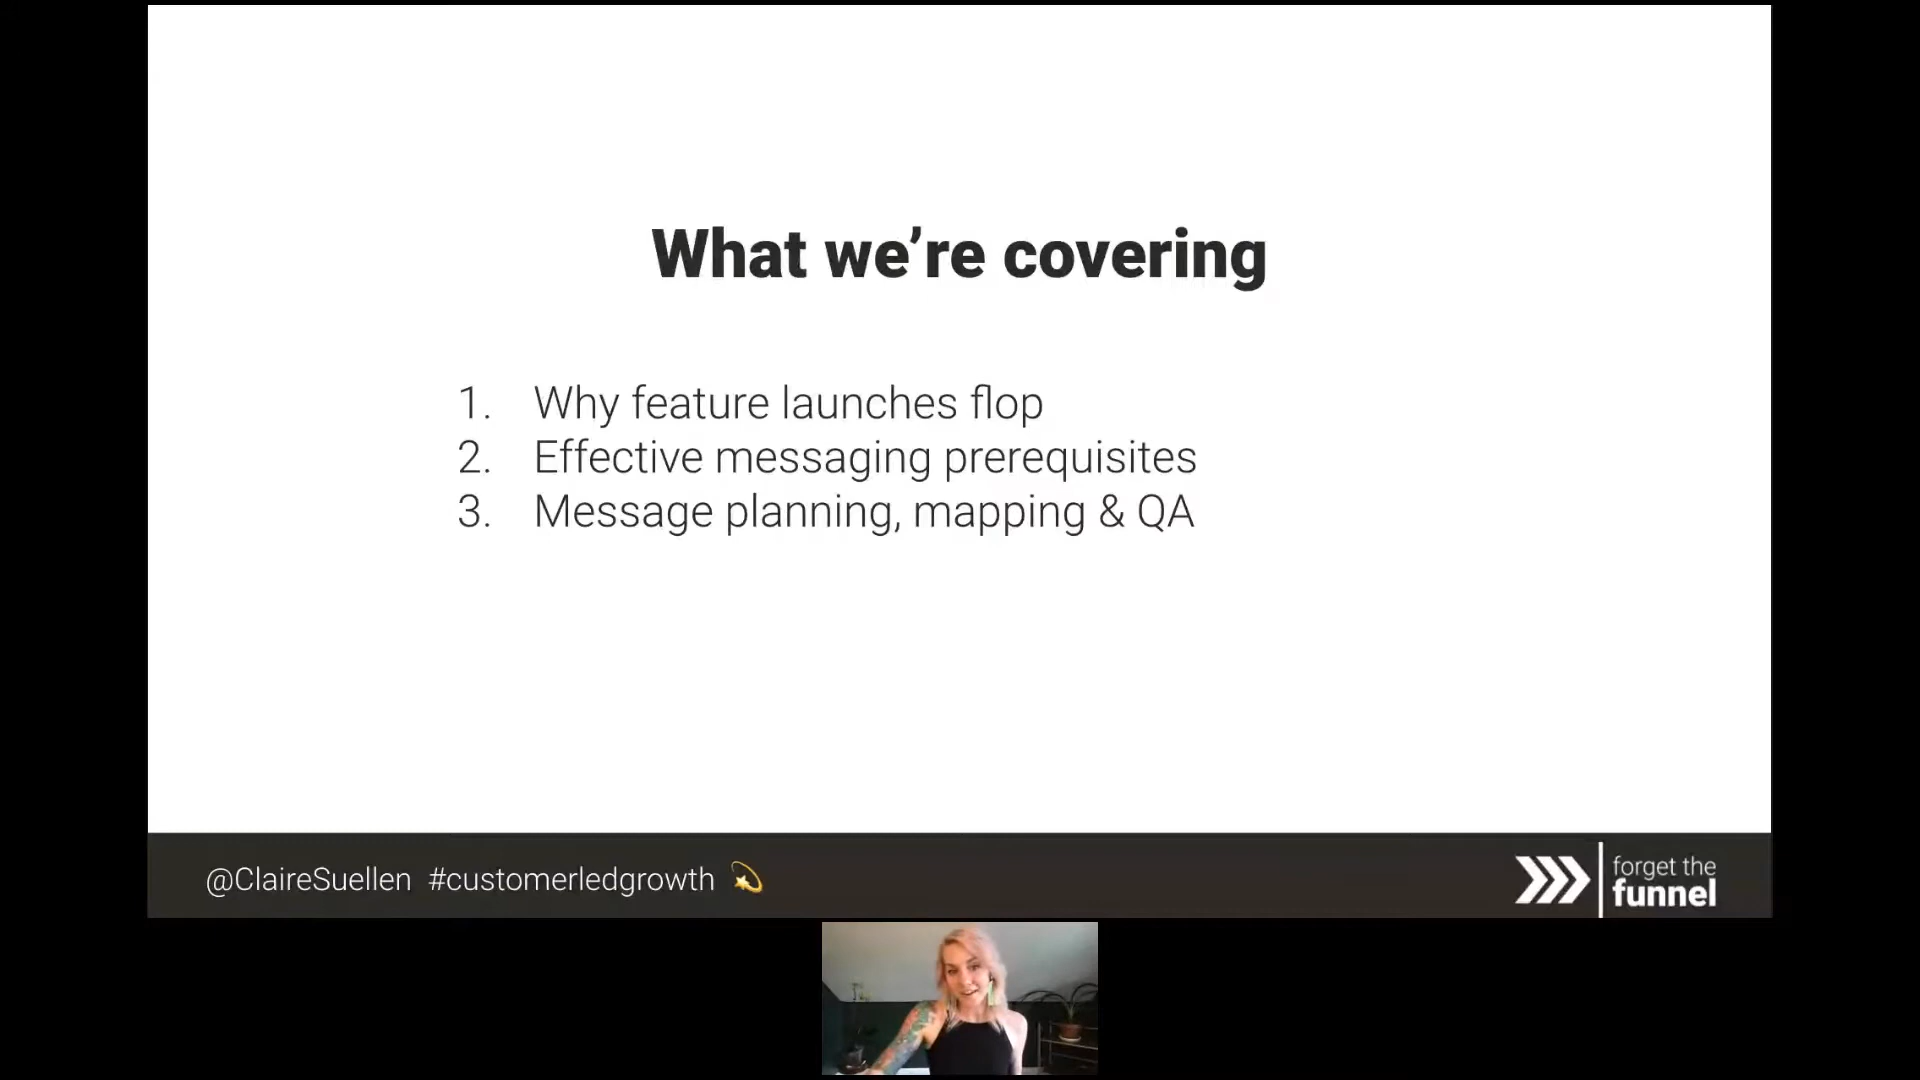 What we’re covering
1. Why feature launches flop
2. Effective messaging prerequisites
3. Message planning, mapping & QA
@ClaireSuellen #customerledgrowth 💫
forget the
funnel